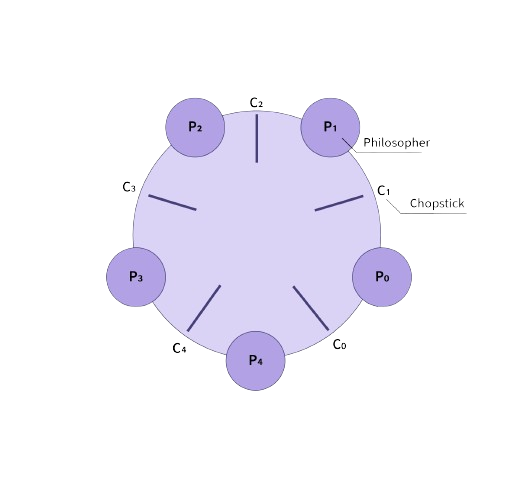 C₂
P₂
P₁
Philosopher
C₃
C₁
Chopstick
P₃
P₀
C₄
C₀
P₄